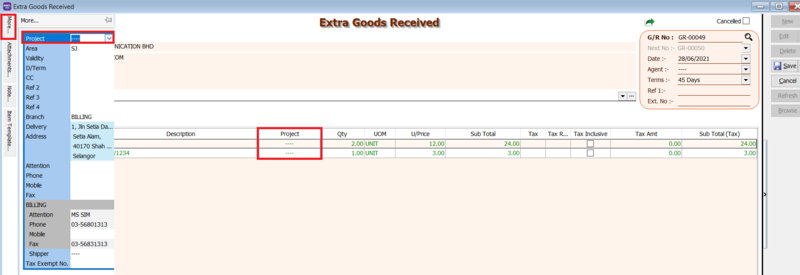 Extra Goods Received
More...
Attachments...
Note...
Item Template...
More...
Project ----
Area SJ
Validity
D/Term
CC
Ref 2
Ref 3
Ref 4
Branch BILLING
Delivery 1, Jln Setia Da...
Address Setia Alam,
40170 Shah ...
Selangor
Attention
Phone
Mobile
Fax
BILLING
Attention MS SIM
Phone 03-56801313
Mobile
Fax 03-56831313
Shipper ----
Tax Exempt No.
Extra Goods Received
NICATION BHD
COM
Cancelled
G/R No : GR-00049
Next No :- GR-00050
Date :- 28/06/2021
Agent :- ----
Terms :- 45 Days
Ref 1:-
Ext. No :-
New
Edit
Delete
Save
Cancel
Refresh
Browse
Description Project Qty UOM U/Price Sub Total Tax Tax R... Tax Inclusive Tax Amt Sub Total (Tax)
---- 2.00 UNIT 12.00 24.00 0.00 24.00
/1234 ---- 1.00 UNIT 3.00 3.00 0.00 3.00